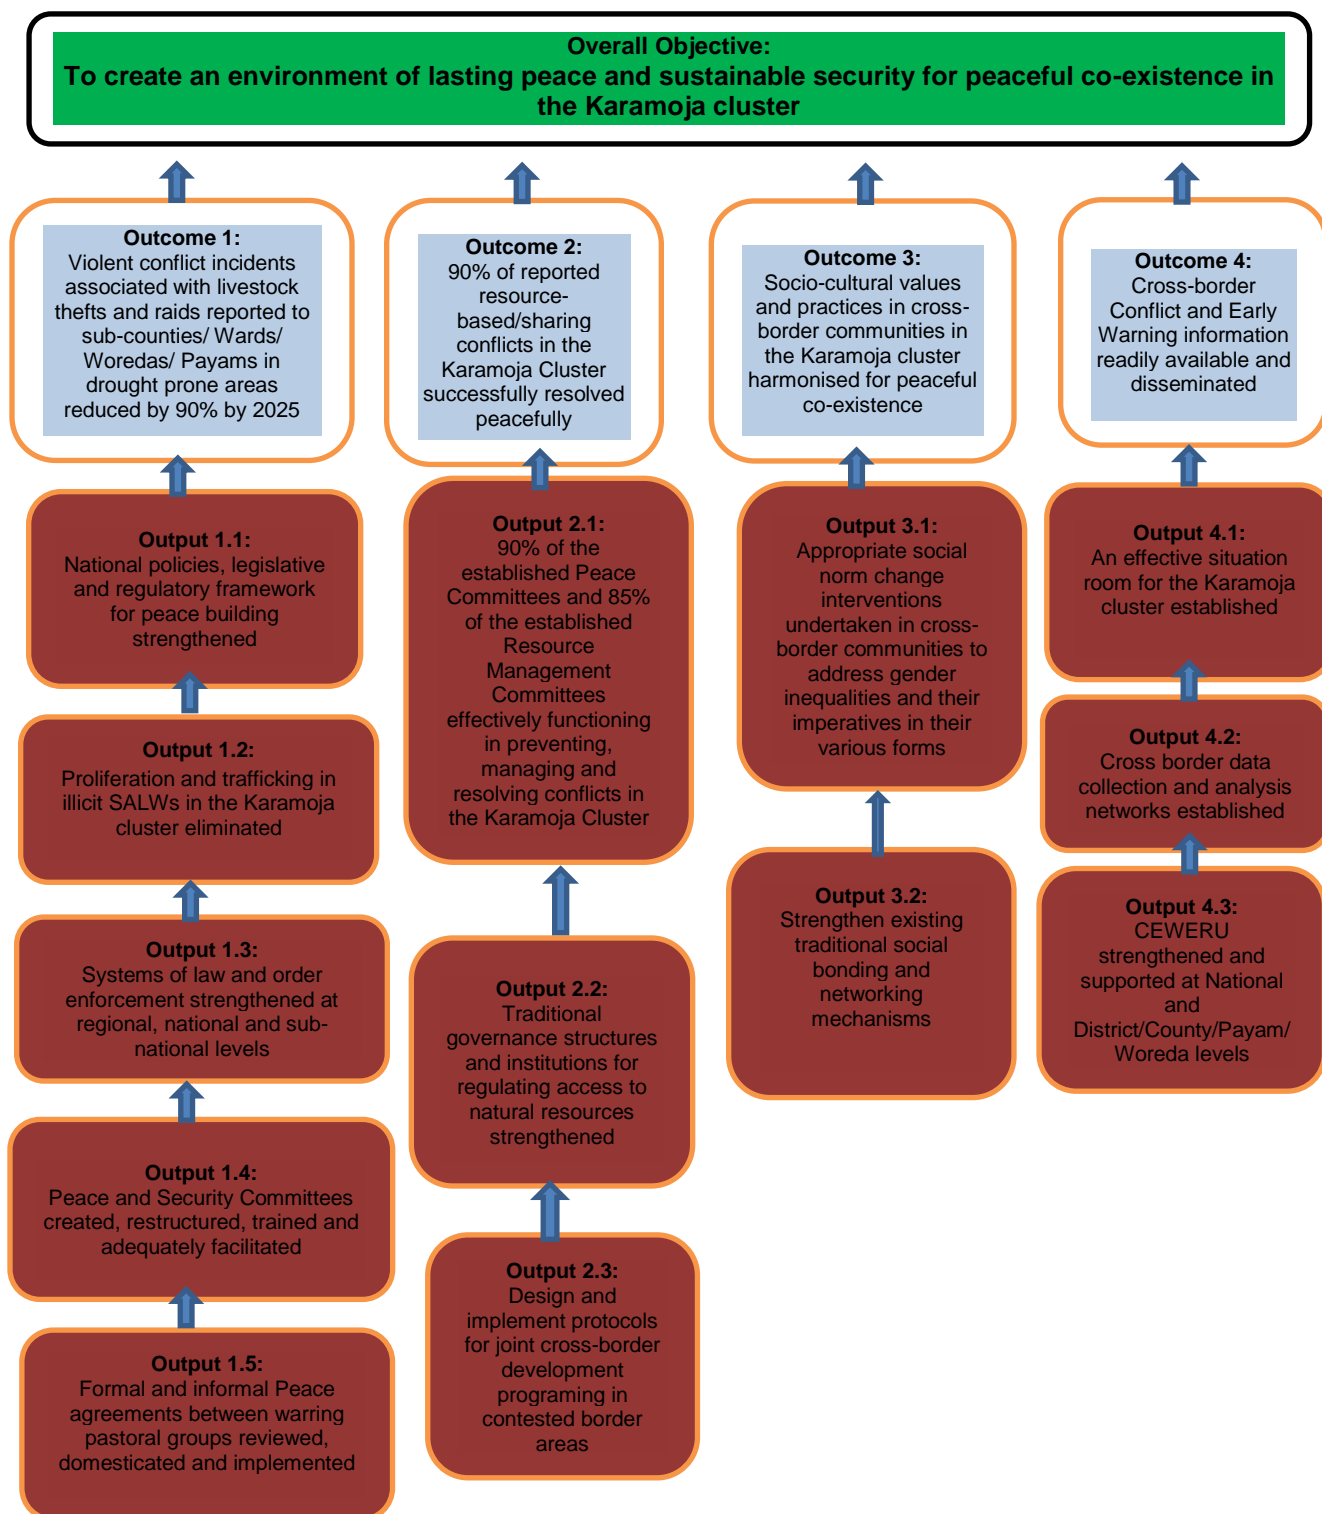 Overall Objective:
To create an environment of lasting peace and sustainable security for peaceful co-existence in
the Karamoja cluster
Outcome 1:
Violent conflict incidents
associated with livestock
thefts and raids reported to
sub-counties/ Wards/
Woredas/ Payams in
drought prone areas
reduced by 90% by 2025
Output 1.1:
National policies, legislative
and regulatory framework
for peace building
strengthened
Output 1.2:
Proliferation and trafficking in
illicit SALWs in the Karamoja
cluster eliminated
Output 1.3:
Systems of law and order
enforcement strengthened at
regional, national and sub-
national levels
Output 1.4:
Peace and Security Committees
created, restructured, trained and
adequately facilitated
Output 1.5:
Formal and informal Peace
agreements between warring
pastoral groups reviewed,
domesticated and implemented
Outcome 2:
90% of reported
resource-
based/sharing
conflicts in the
Karamoja Cluster
successfully resolved
peacefully
Output 2.1:
90% of the
established Peace
Committees and 85%
of the established
Resource
Management
Committees
effectively functioning
in preventing,
managing and
resolving conflicts in
the Karamoja Cluster
Output 2.2:
Traditional
governance structures
and institutions for
regulating access to
natural resources
strengthened
Output 2.3:
Design and
implement protocols
for joint cross-border
development
programing in
contested border
areas
Outcome 3:
Socio-cultural values
and practices in cross-
border communities in
the Karamoja cluster
harmonised for peaceful
co-existence
Output 3.1:
Appropriate social
norm change
interventions
undertaken in cross-
border communities to
address gender
inequalities and their
imperatives in their
various forms
Output 3.2:
Strengthen existing
traditional social
bonding and
networking
mechanisms
Outcome 4:
Cross-border
Conflict and Early
Warning information
readily available and
disseminated
Output 4.1:
An effective situation
room for the Karamoja
cluster established
Output 4.2:
Cross border data
collection and analysis
networks established
Output 4.3:
CEWERU
strengthened and
supported at National
and
District/County/Payam/
Woreda levels